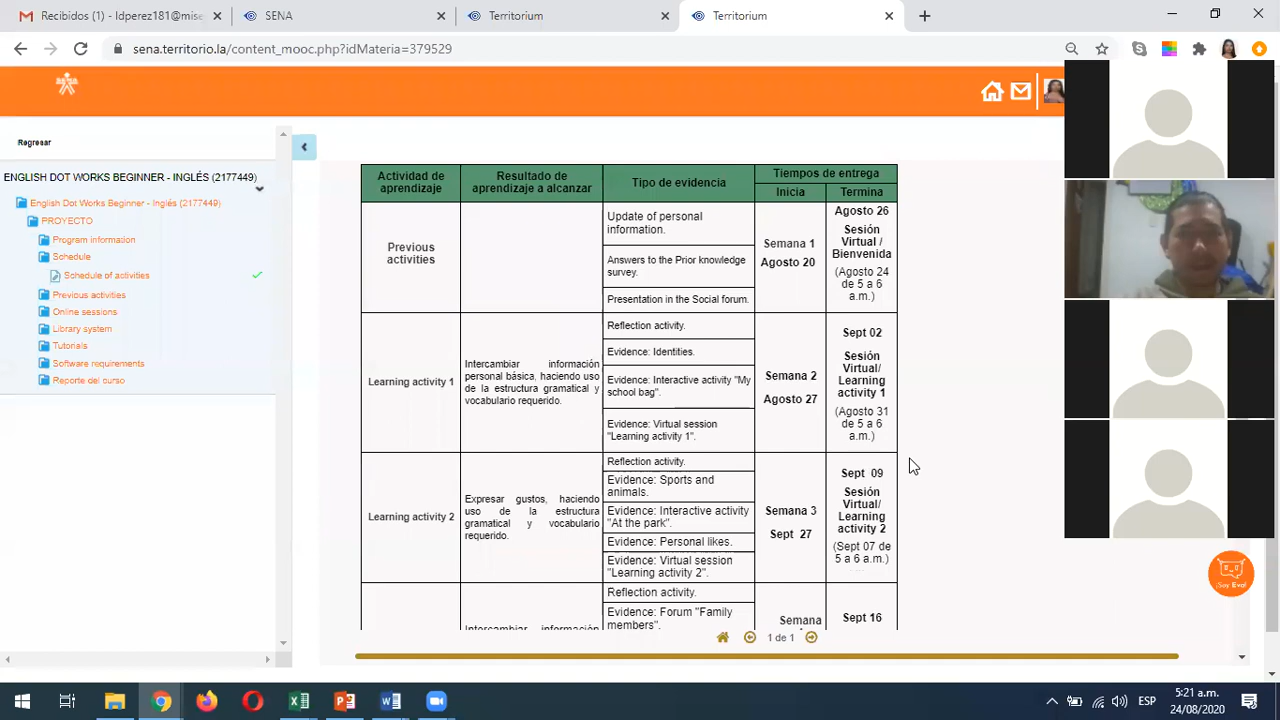 Recibidos (1) - ldperez181@mise
SENA
Territorium
Territorium
sena.territorio.la/content_mooc.php?idMateria=379529
SENA
Regresar
ENGLISH DOT WORKS BEGINNER - INGLÉS (2177449)
English Dot Works Beginner - Inglés (2177449)
PROYECTO
Program information
Schedule
Schedule of activities
Previous activities
Online sessions
Library system
Tutorials
Software requirements
Reporte del curso
Actividad de aprendizaje
Resultado de aprendizaje a alcanzar
Tipo de evidencia
Tiempos de entrega
Inicia
Termina
Previous
activities
Update of personal
information.
Answers to the Prior knowledge
survey.
Presentation in the Social forum.
Semana 1
Agosto 20
Agosto 26
Sesión
Virtual /
Bienvenida
(Agosto 24
de 5 a 6
a.m.)
Learning activity 1
Intercambiar información
personal básica, haciendo uso
de la estructura gramatical y
vocabulario requerido.
Reflection activity.
Evidence: Identities.
Evidence: Interactive activity "My
school bag".
Evidence: Virtual session
"Learning activity 1".
Semana 2
Agosto 27
Sept 02
Sesión
Virtual/
Learning
activity 1
(Agosto 31
de 5 a 6
a.m.)
Learning activity 2
Expresar gustos, haciendo
uso de la estructura
gramatical y vocabulario
requerido.
Reflection activity.
Evidence: Sports and
animals.
Evidence: Interactive activity
"At the park".
Evidence: Personal likes.
Evidence: Virtual session
"Learning activity 2".
Semana 3
Sept 27
Sept 09
Sesión
Virtual/
Learning
activity 2
(Sept 07 de
5 a 6 a.m.)
Intercambiar información
Reflection activity.
Evidence: Forum "Family
members".
Semana
Sept 16
1 de 1
¡Soy Eva!
ESP
5:21 a.m.
24/08/2020